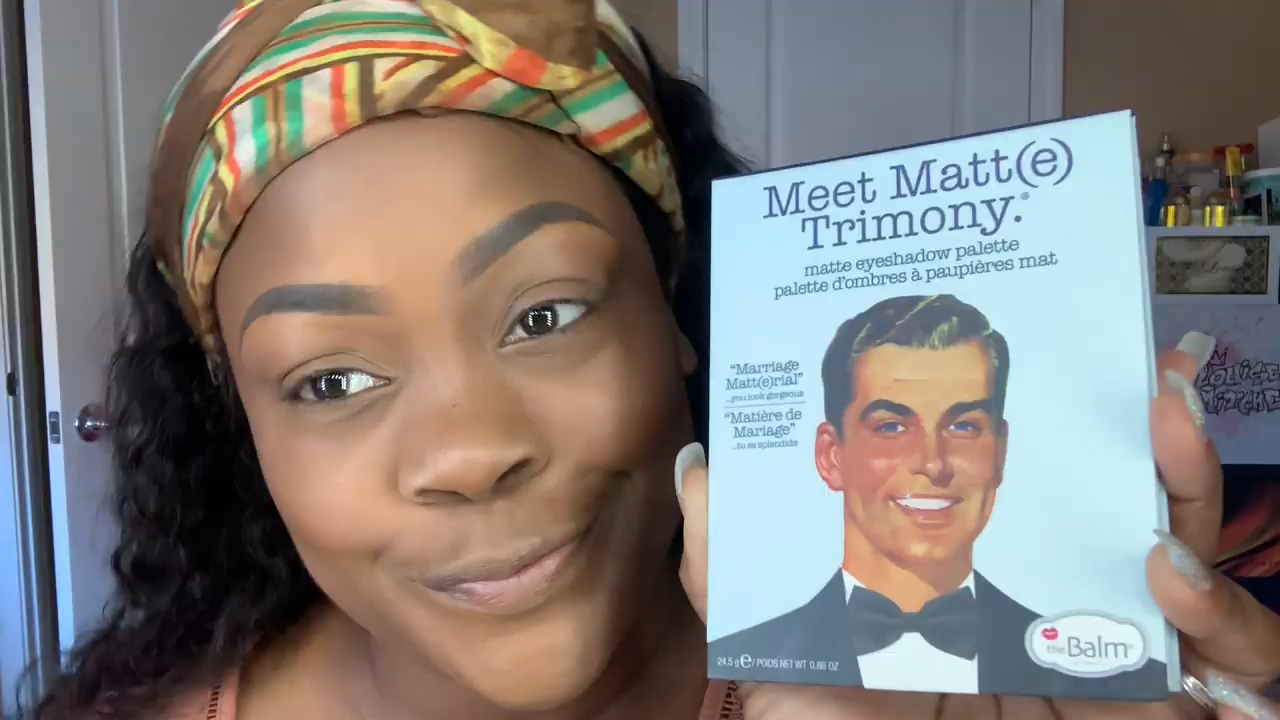 Meet Matt(e)
Trimony.®
matte eyeshadow palette
palette d'ombres à paupières mat
“Marriage
Matt(e)rial”
...you look gorgeous
“Matière de
Mariage”
...tu es splendide
24.5 g e / POIDS NET WT 0.86 OZ
theBalm®